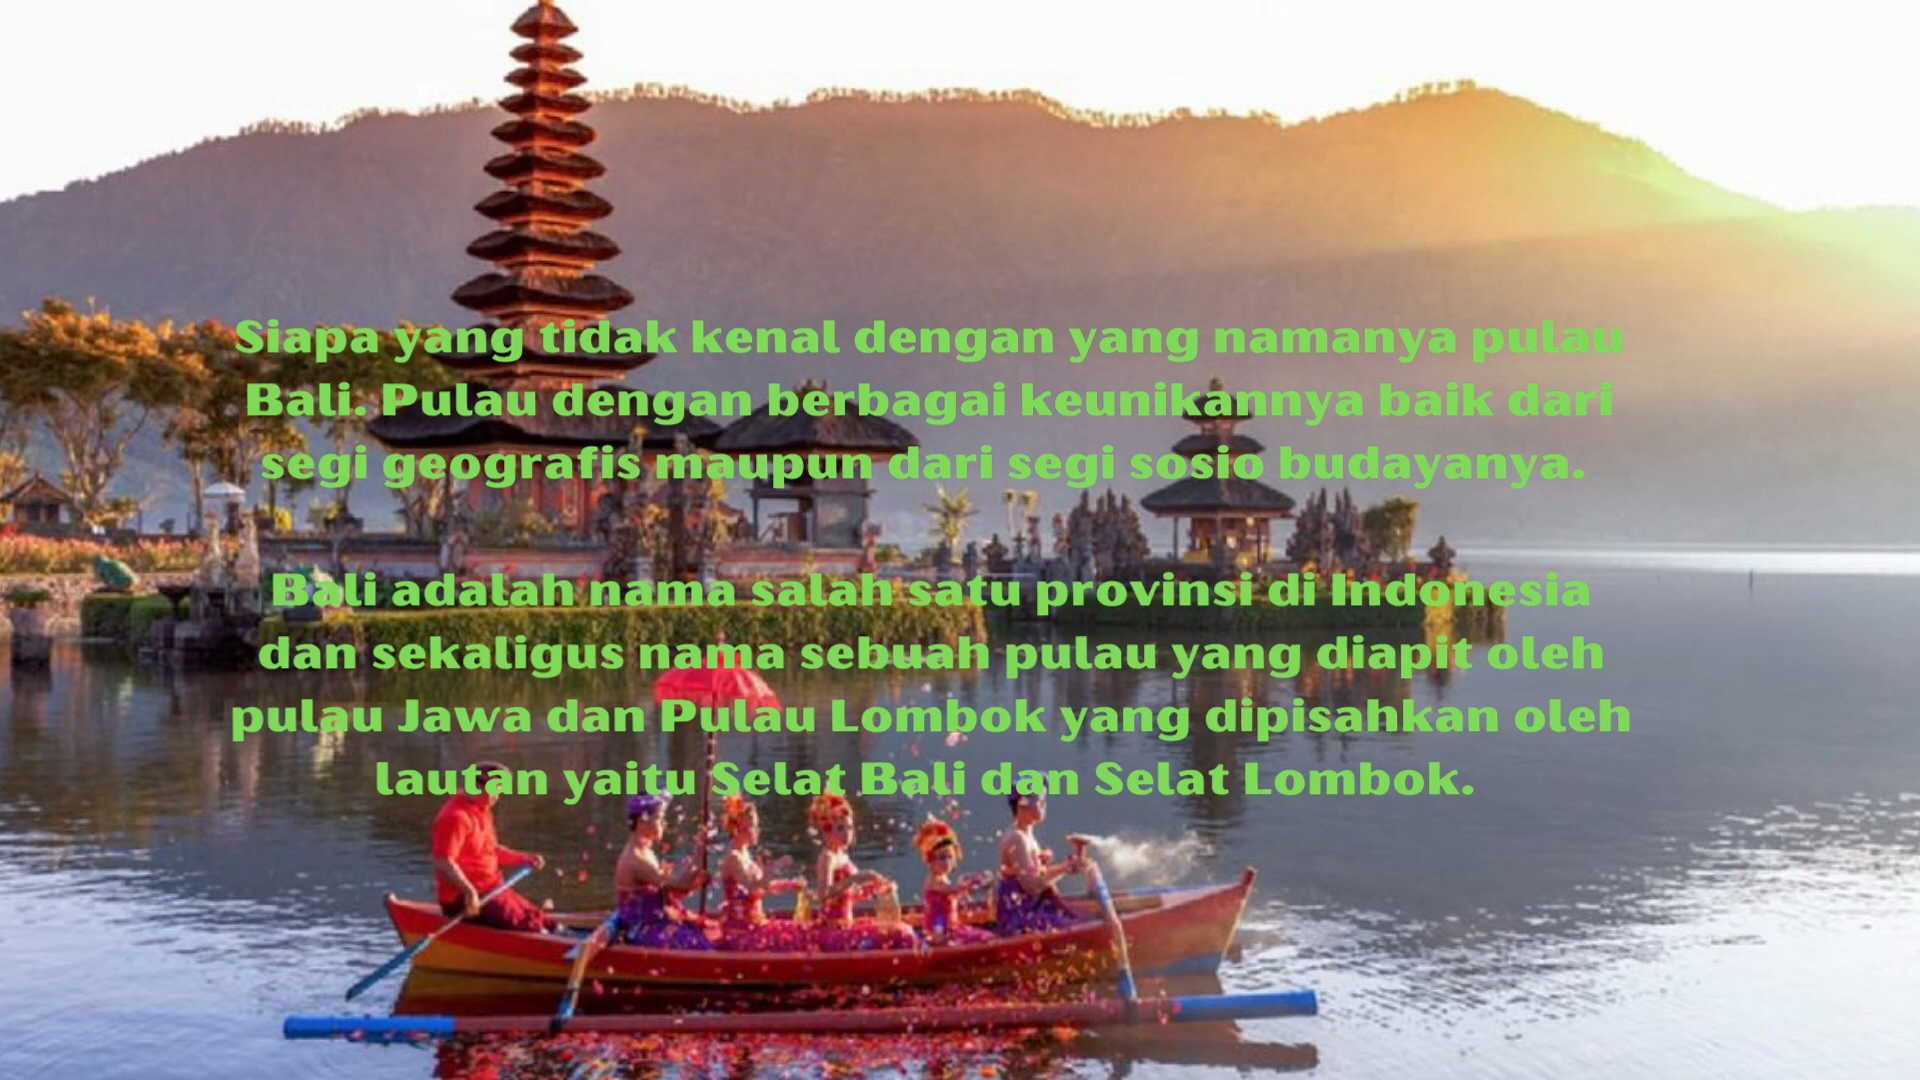 Siapa yang tidak kenal dengan yang namanya pulau
Bali. Pulau dengan berbagai keunikannya baik dari
segi geografis maupun dari segi sosio budayanya.
Bali adalah nama salah satu provinsi di Indonesia
dan sekaligus nama sebuah pulau yang diapit oleh
pulau Jawa dan Pulau Lombok yang dipisahkan oleh
lautan yaitu Selat Bali dan Selat Lombok.